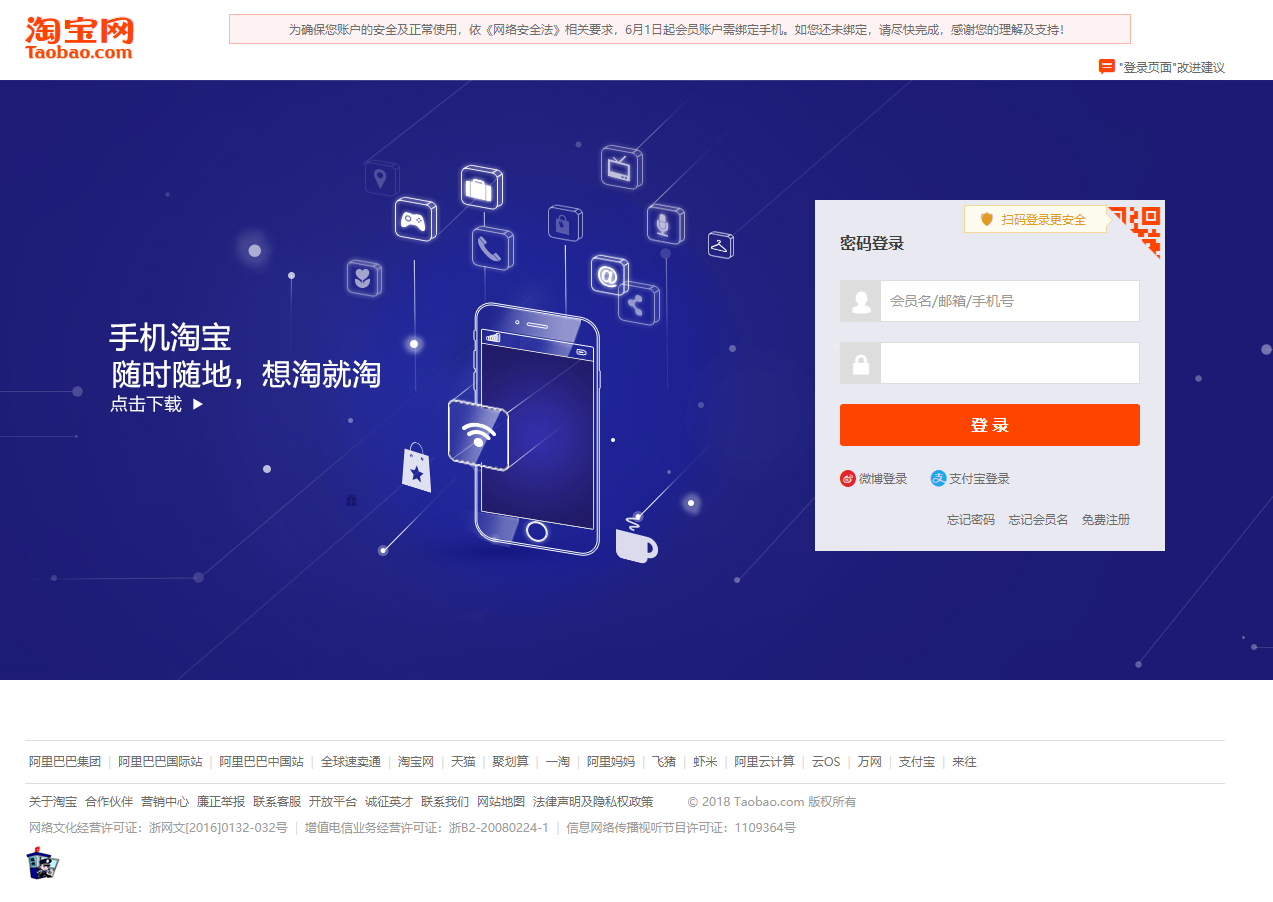 淘宝网
Taobao.com
为确保您账户的安全及正常使用，依《网络安全法》相关要求，6月1日起会员账户需绑定手机。如您还未绑定，请尽快完成，感谢您的理解及支持！
"登录页面"改进建议
扫码登录更安全
密码登录
会员名/邮箱/手机号
登 录
微博登录 支付宝登录
忘记密码 忘记会员名 免费注册
手机淘宝
随时随地，想淘就淘
点击下载
阿里巴巴集团 | 阿里巴巴国际站 | 阿里巴巴中国站 | 全球速卖通 | 淘宝网 | 天猫 | 聚划算 | 一淘 | 阿里妈妈 | 飞猪 | 虾米 | 阿里云计算 | 云OS | 万网 | 支付宝 | 来往
关于淘宝 合作伙伴 营销中心 廉正举报 联系客服 开放平台 诚征英才 联系我们 网站地图 法律声明及隐私权政策 © 2018 Taobao.com 版权所有
网络文化经营许可证：浙网文[2016]0132-032号 | 增值电信业务经营许可证：浙B2-20080224-1 | 信息网络传播视听节目许可证：1109364号